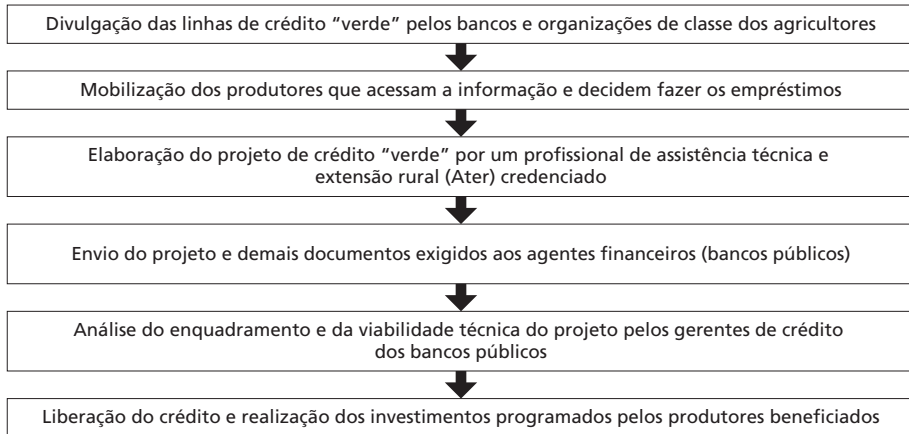 Divulgação das linhas de crédito “verde” pelos bancos e organizações de classe dos agricultores
Mobilização dos produtores que acessam a informação e decidem fazer os empréstimos
Elaboração do projeto de crédito “verde” por um profissional de assistência técnica e
extensão rural (Ater) credenciado
Envio do projeto e demais documentos exigidos aos agentes financeiros (bancos públicos)
Análise do enquadramento e da viabilidade técnica do projeto pelos gerentes de crédito
dos bancos públicos
Liberação do crédito e realização dos investimentos programados pelos produtores beneficiados